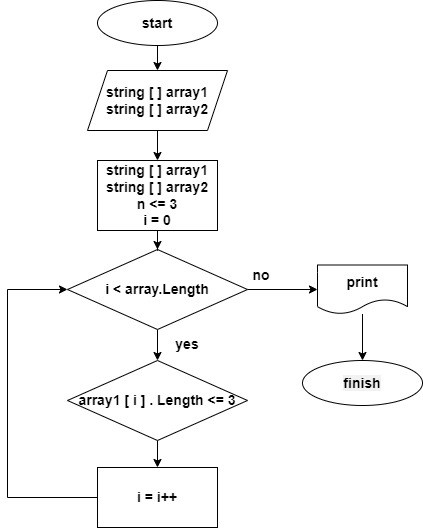 start
string [ ] array1
string [ ] array2
string [ ] array1
string [ ] array2
n <= 3
i = 0
i < array.Length
no
print
yes
finish
array1 [ i ] . Length <= 3
i = i++